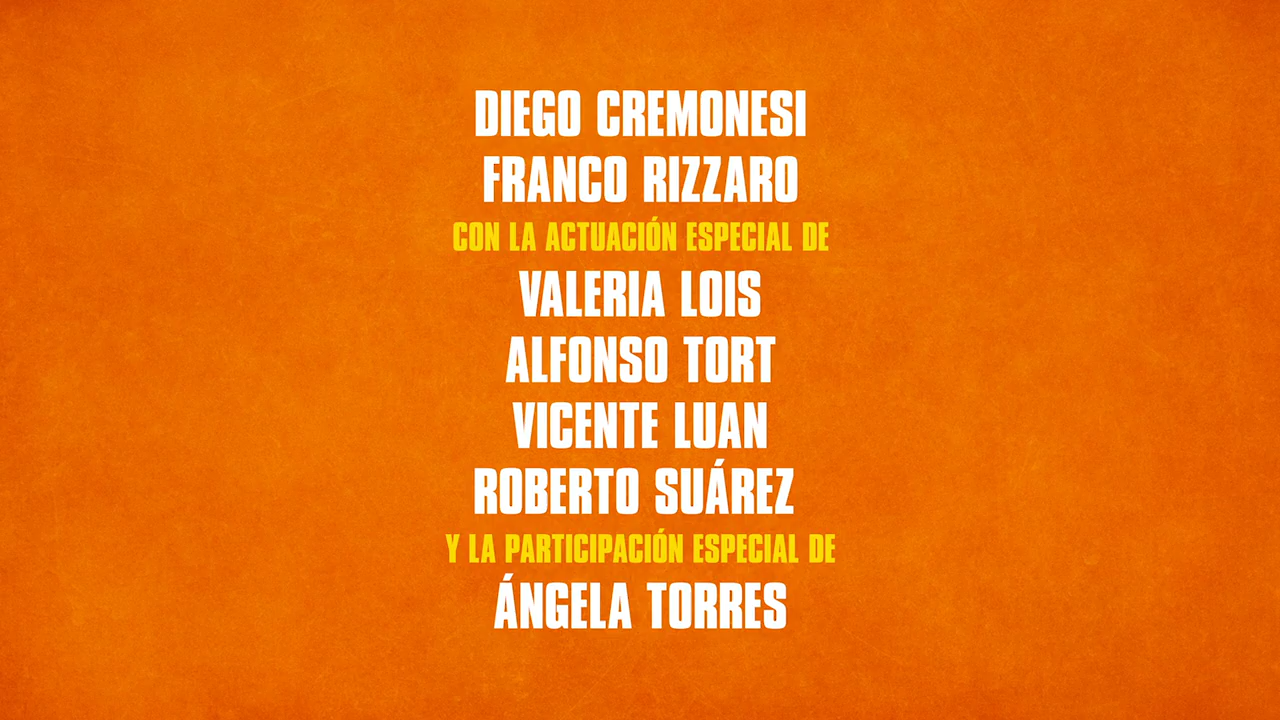 DIEGO CREMONESI
FRANCO RIZZARO
CON LA ACTUACIÓN ESPECIAL DE
VALERIA LOIS
ALFONSO TORT
VICENTE LUAN
ROBERTO SUÁREZ
Y LA PARTICIPACIÓN ESPECIAL DE
ÁNGELA TORRES